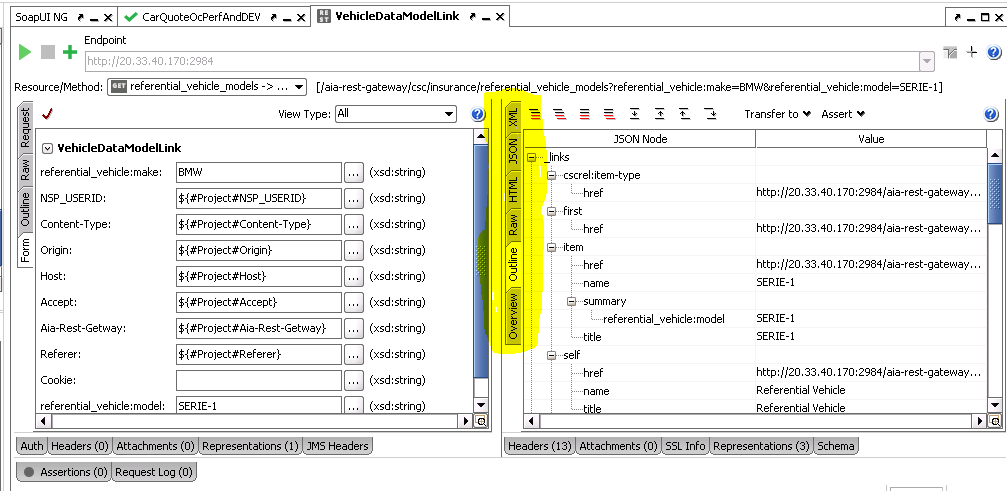 SoapUI NG
CarQuoteOcPerfAndDEV
REST VehicleDataModelLink
Endpoint
http://20.33.40.170:2984
Resource/Method: GET referential_vehicle_models -> ... [/aia-rest-gateway/csc/insurance/referential_vehicle_models?referential_vehicle:make=BMW&referential_vehicle:model=SERIE-1]
Request
Raw
Outline
Form
View Type: All
VehicleDataModelLink
referential_vehicle:make: BMW ... (xsd:string)
NSP_USERID: ${#Project#NSP_USERID} ... (xsd:string)
Content-Type: ${#Project#Content-Type} ... (xsd:string)
Origin: ${#Project#Origin} ... (xsd:string)
Host: ${#Project#Host} ... (xsd:string)
Accept: ${#Project#Accept} ... (xsd:string)
Aia-Rest-Getway: ${#Project#Aia-Rest-Getway} ... (xsd:string)
Referer: ${#Project#Referer} ... (xsd:string)
Cookie: ... (xsd:string)
referential_vehicle:model: SERIE-1 ... (xsd:string)
Auth Headers (0) Attachments (0) Representations (1) JMS Headers
XML
JSON
HTML
Raw
Outline
Overview
Transfer to Assert
JSON Node Value
_links
cscrel:item-type
href http://20.33.40.170:2984/aia-rest-gateway...
first
href http://20.33.40.170:2984/aia-rest-gateway...
item
href http://20.33.40.170:2984/aia-rest-gateway...
name SERIE-1
summary
referential_vehicle:model SERIE-1
title SERIE-1
self
href http://20.33.40.170:2984/aia-rest-gateway...
name Referential Vehicle
title Referential Vehicle
Headers (13) Attachments (0) SSL Info Representations (3) Schema
Assertions (0) Request Log (0)